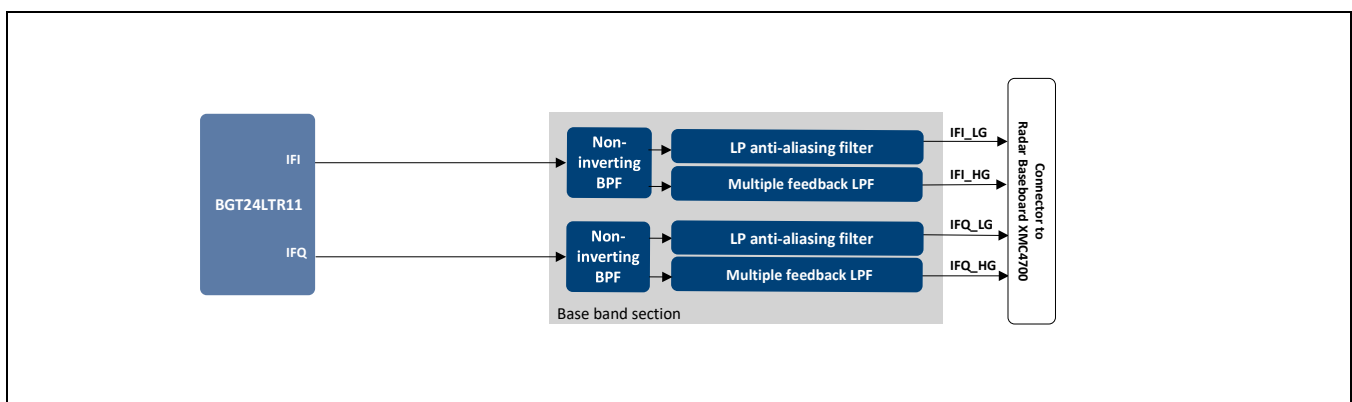 IFI
BGT24LTR11
IFQ
Non-
inverting
BPF
LP anti-aliasing filter
Multiple feedback LPF
Non-
inverting
BPF
LP anti-aliasing filter
Multiple feedback LPF
Base band section
IFI_LG
IFI_HG
IFQ_LG
IFQ_HG
Connector to
Radar Baseboard XMC4700